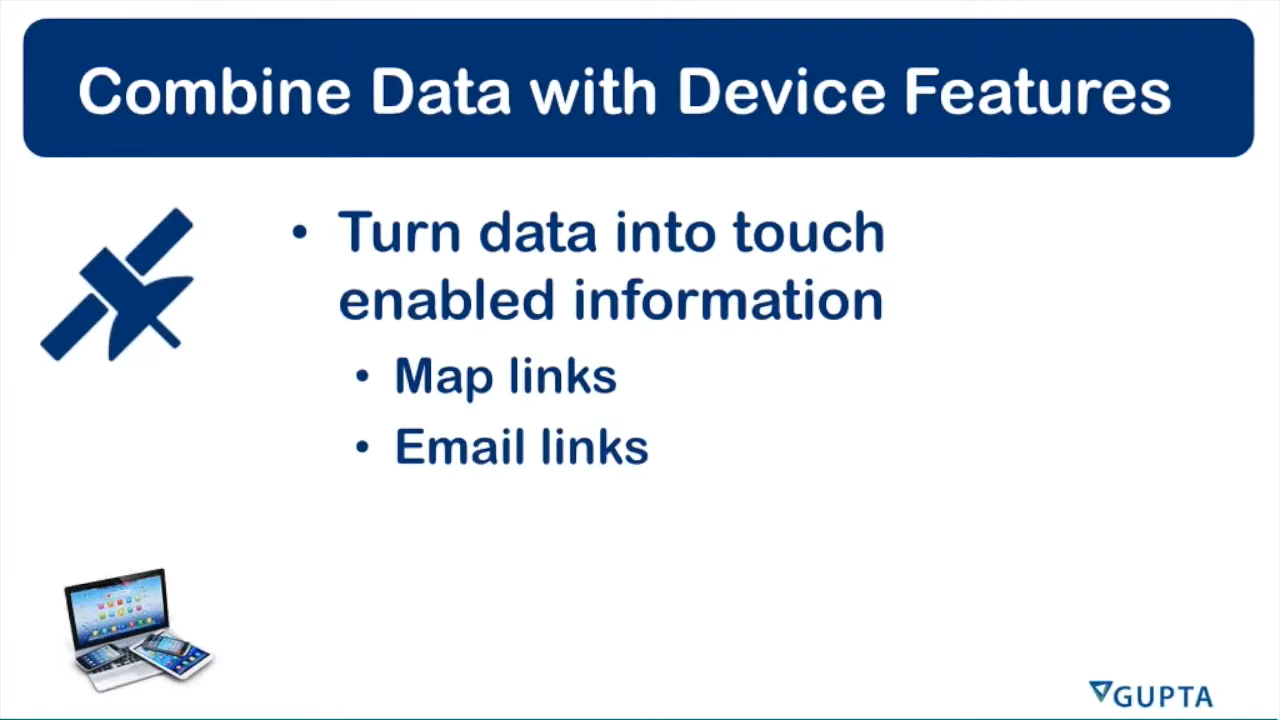 Combine Data with Device Features
• Turn data into touch
enabled information
• Map links
• Email links
GUPTA